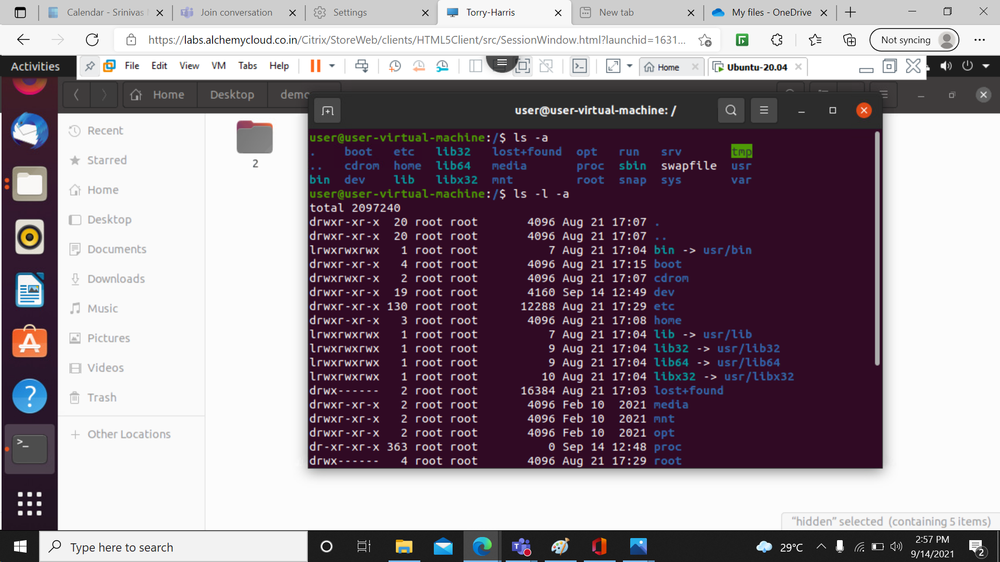 Calendar - Srinivas
Join conversation
Settings
Torry-Harris
New tab
My files - OneDrive
https://labs.alchemycloud.co.in/Citrix/StoreWeb/clients/HTML5Client/src/SessionWindow.html?launchid=1631...
Not syncing
Activities
File Edit View VM Tabs Help
Home
Ubuntu-20.04
Home Desktop demo
user@user-virtual-machine: /
Recent
Starred
Home
Desktop
Documents
Downloads
Music
Pictures
Videos
Trash
Other Locations
2
user@user-virtual-machine:/$ ls -a
. boot etc lib32 lost+found opt run srv tmp
.. cdrom home lib64 media proc sbin swapfile usr
bin dev lib libx32 mnt root snap sys var
user@user-virtual-machine:/$ ls -l -a
total 2097240
drwxr-xr-x 20 root root 4096 Aug 21 17:07 .
drwxr-xr-x 20 root root 4096 Aug 21 17:07 ..
lrwxrwxrwx 1 root root 7 Aug 21 17:04 bin -> usr/bin
drwxr-xr-x 4 root root 4096 Aug 21 17:15 boot
drwxrwxr-x 2 root root 4096 Aug 21 17:07 cdrom
drwxr-xr-x 19 root root 4160 Sep 14 12:49 dev
drwxr-xr-x 130 root root 12288 Aug 21 17:29 etc
drwxr-xr-x 3 root root 4096 Aug 21 17:08 home
lrwxrwxrwx 1 root root 7 Aug 21 17:04 lib -> usr/lib
lrwxrwxrwx 1 root root 9 Aug 21 17:04 lib32 -> usr/lib32
lrwxrwxrwx 1 root root 9 Aug 21 17:04 lib64 -> usr/lib64
lrwxrwxrwx 1 root root 10 Aug 21 17:04 libx32 -> usr/libx32
drwx------ 2 root root 16384 Aug 21 17:03 lost+found
drwxr-xr-x 2 root root 4096 Feb 10 2021 media
drwxr-xr-x 2 root root 4096 Feb 10 2021 mnt
drwxr-xr-x 2 root root 4096 Feb 10 2021 opt
dr-xr-xr-x 363 root root 0 Sep 14 12:48 proc
drwx------ 4 root root 4096 Aug 21 17:29 root
“hidden” selected (containing 5 items)
Type here to search
29°C
2:57 PM
9/14/2021
2